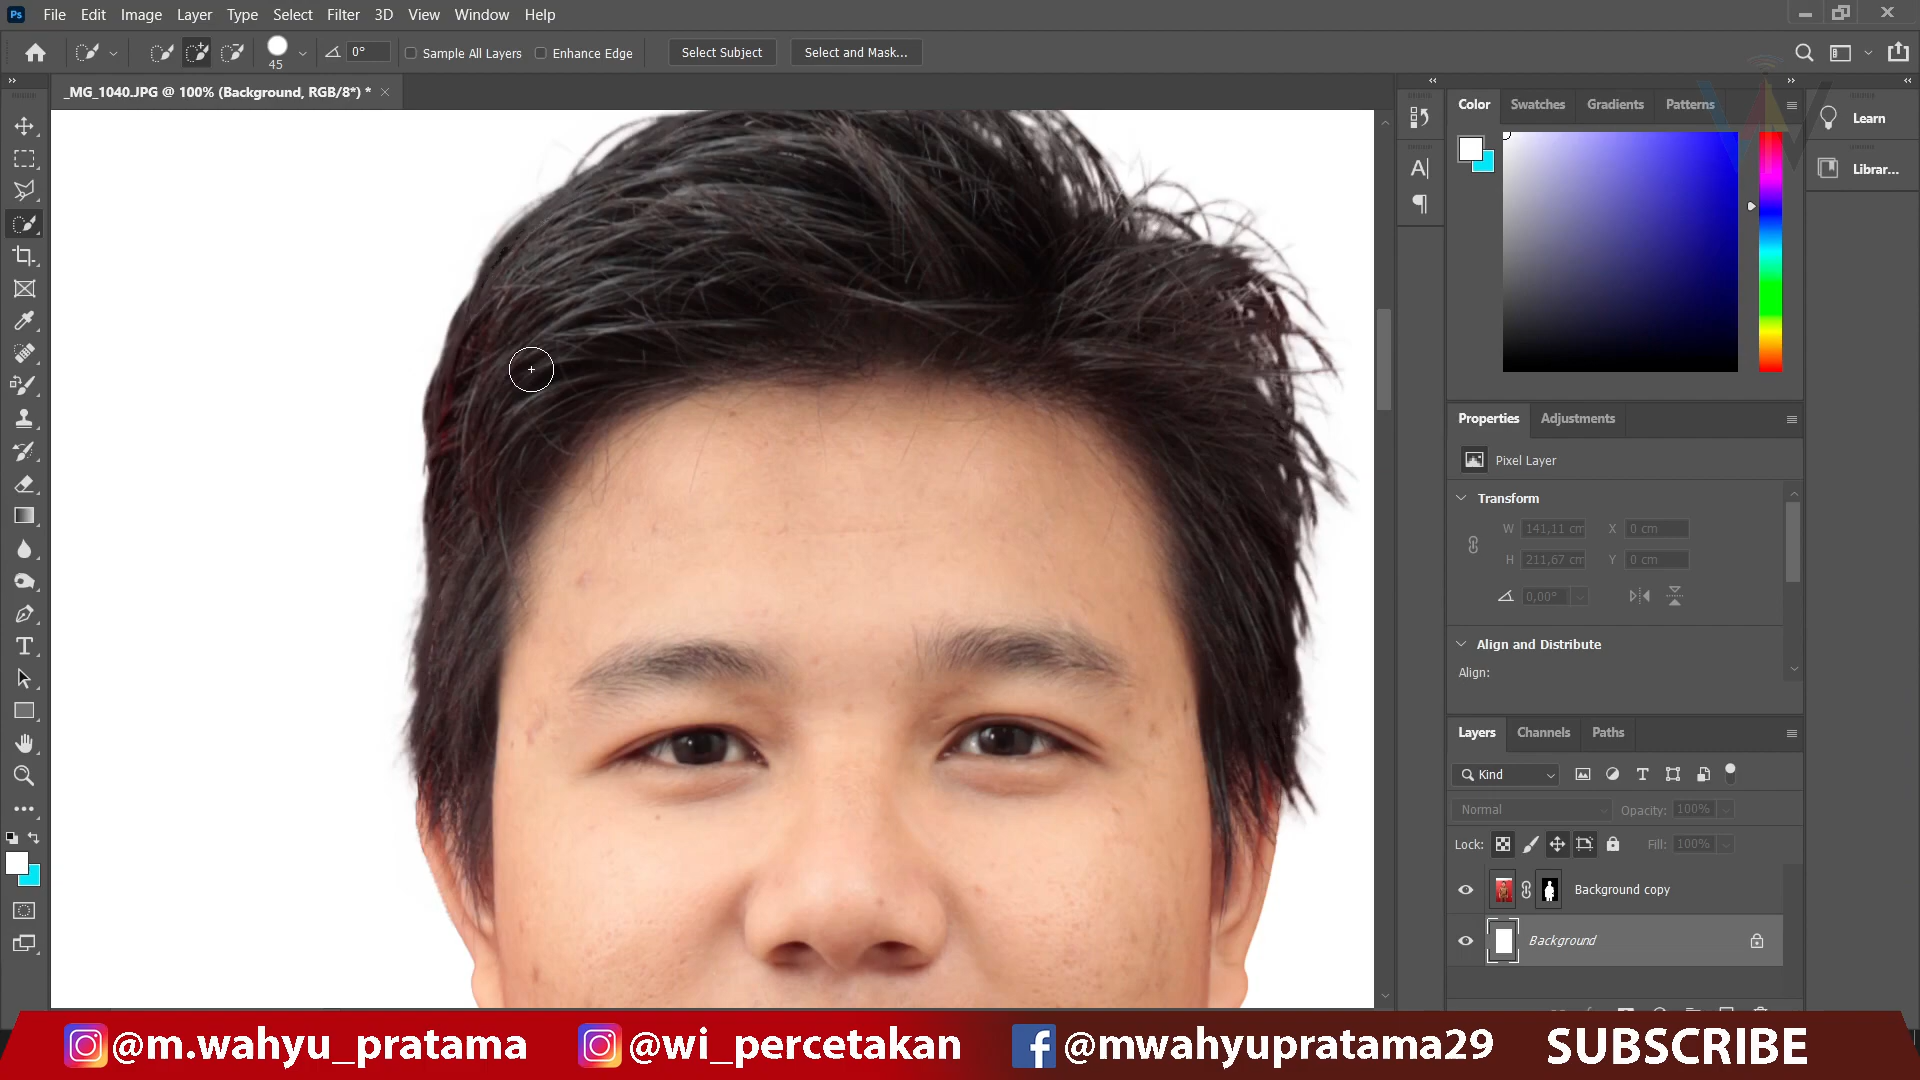 Ps File Edit Image Layer Type Select Filter 3D View Window Help
45 0° Sample All Layers Enhance Edge Select Subject Select and Mask...
_MG_1040.JPG @ 100% (Background, RGB/8*) *
Color Swatches Gradients Patterns
Learn
Librar...
Properties Adjustments
Pixel Layer
Transform
W 141,11 cm X 0 cm
H 211,67 cm Y 0 cm
0,00°
Align and Distribute
Align:
Layers Channels Paths
Kind
Normal Opacity: 100%
Lock: Fill: 100%
Background copy
Background
@m.wahyu_pratama @wi_percetakan @mwahyupratama29 SUBSCRIBE